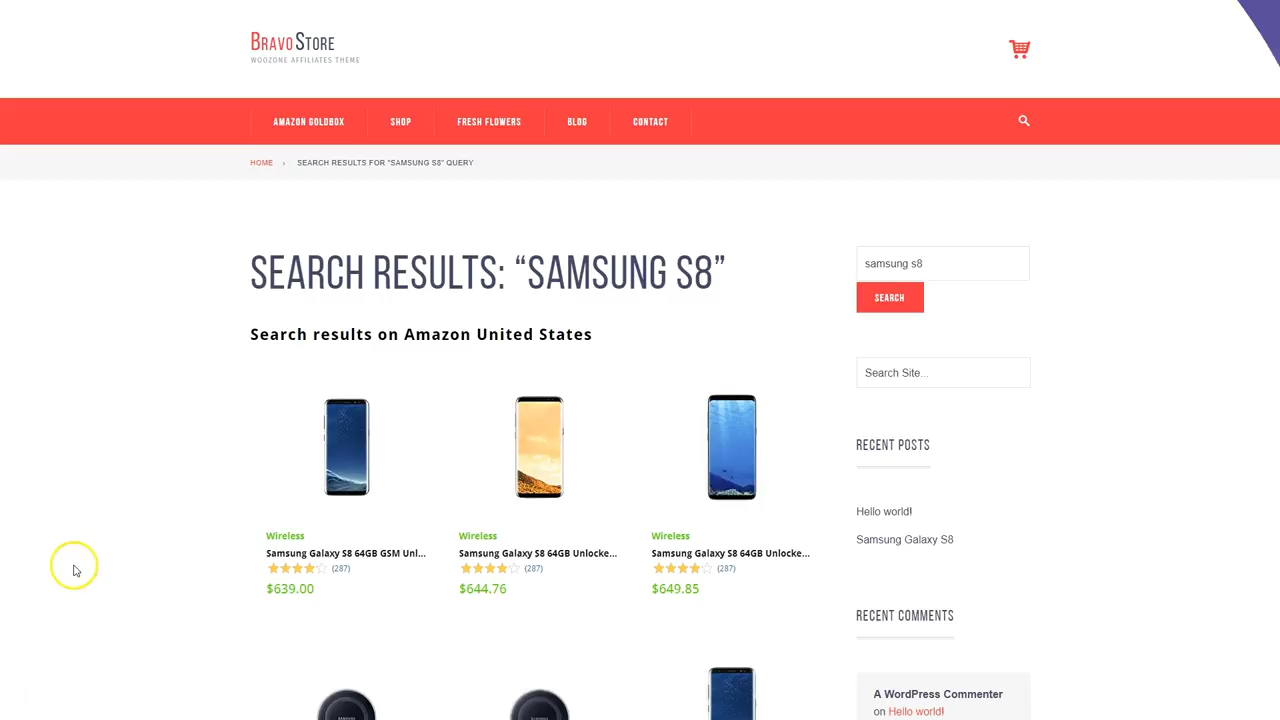 BRAVO STORE
WOOZONE AFFILIATES THEME
AMAZON GOLDBOX
SHOP
FRESH FLOWERS
BLOG
CONTACT
HOME › SEARCH RESULTS FOR "SAMSUNG S8" QUERY
SEARCH RESULTS: “SAMSUNG S8”
Search results on Amazon United States
Wireless
Samsung Galaxy S8 64GB GSM Unl...
(287)
$639.00
Wireless
Samsung Galaxy S8 64GB Unlocke...
(287)
$644.76
Wireless
Samsung Galaxy S8 64GB Unlocke...
(287)
$649.85
samsung s8
SEARCH
Search Site...
RECENT POSTS
Hello world!
Samsung Galaxy S8
RECENT COMMENTS
A WordPress Commenter
on Hello world!